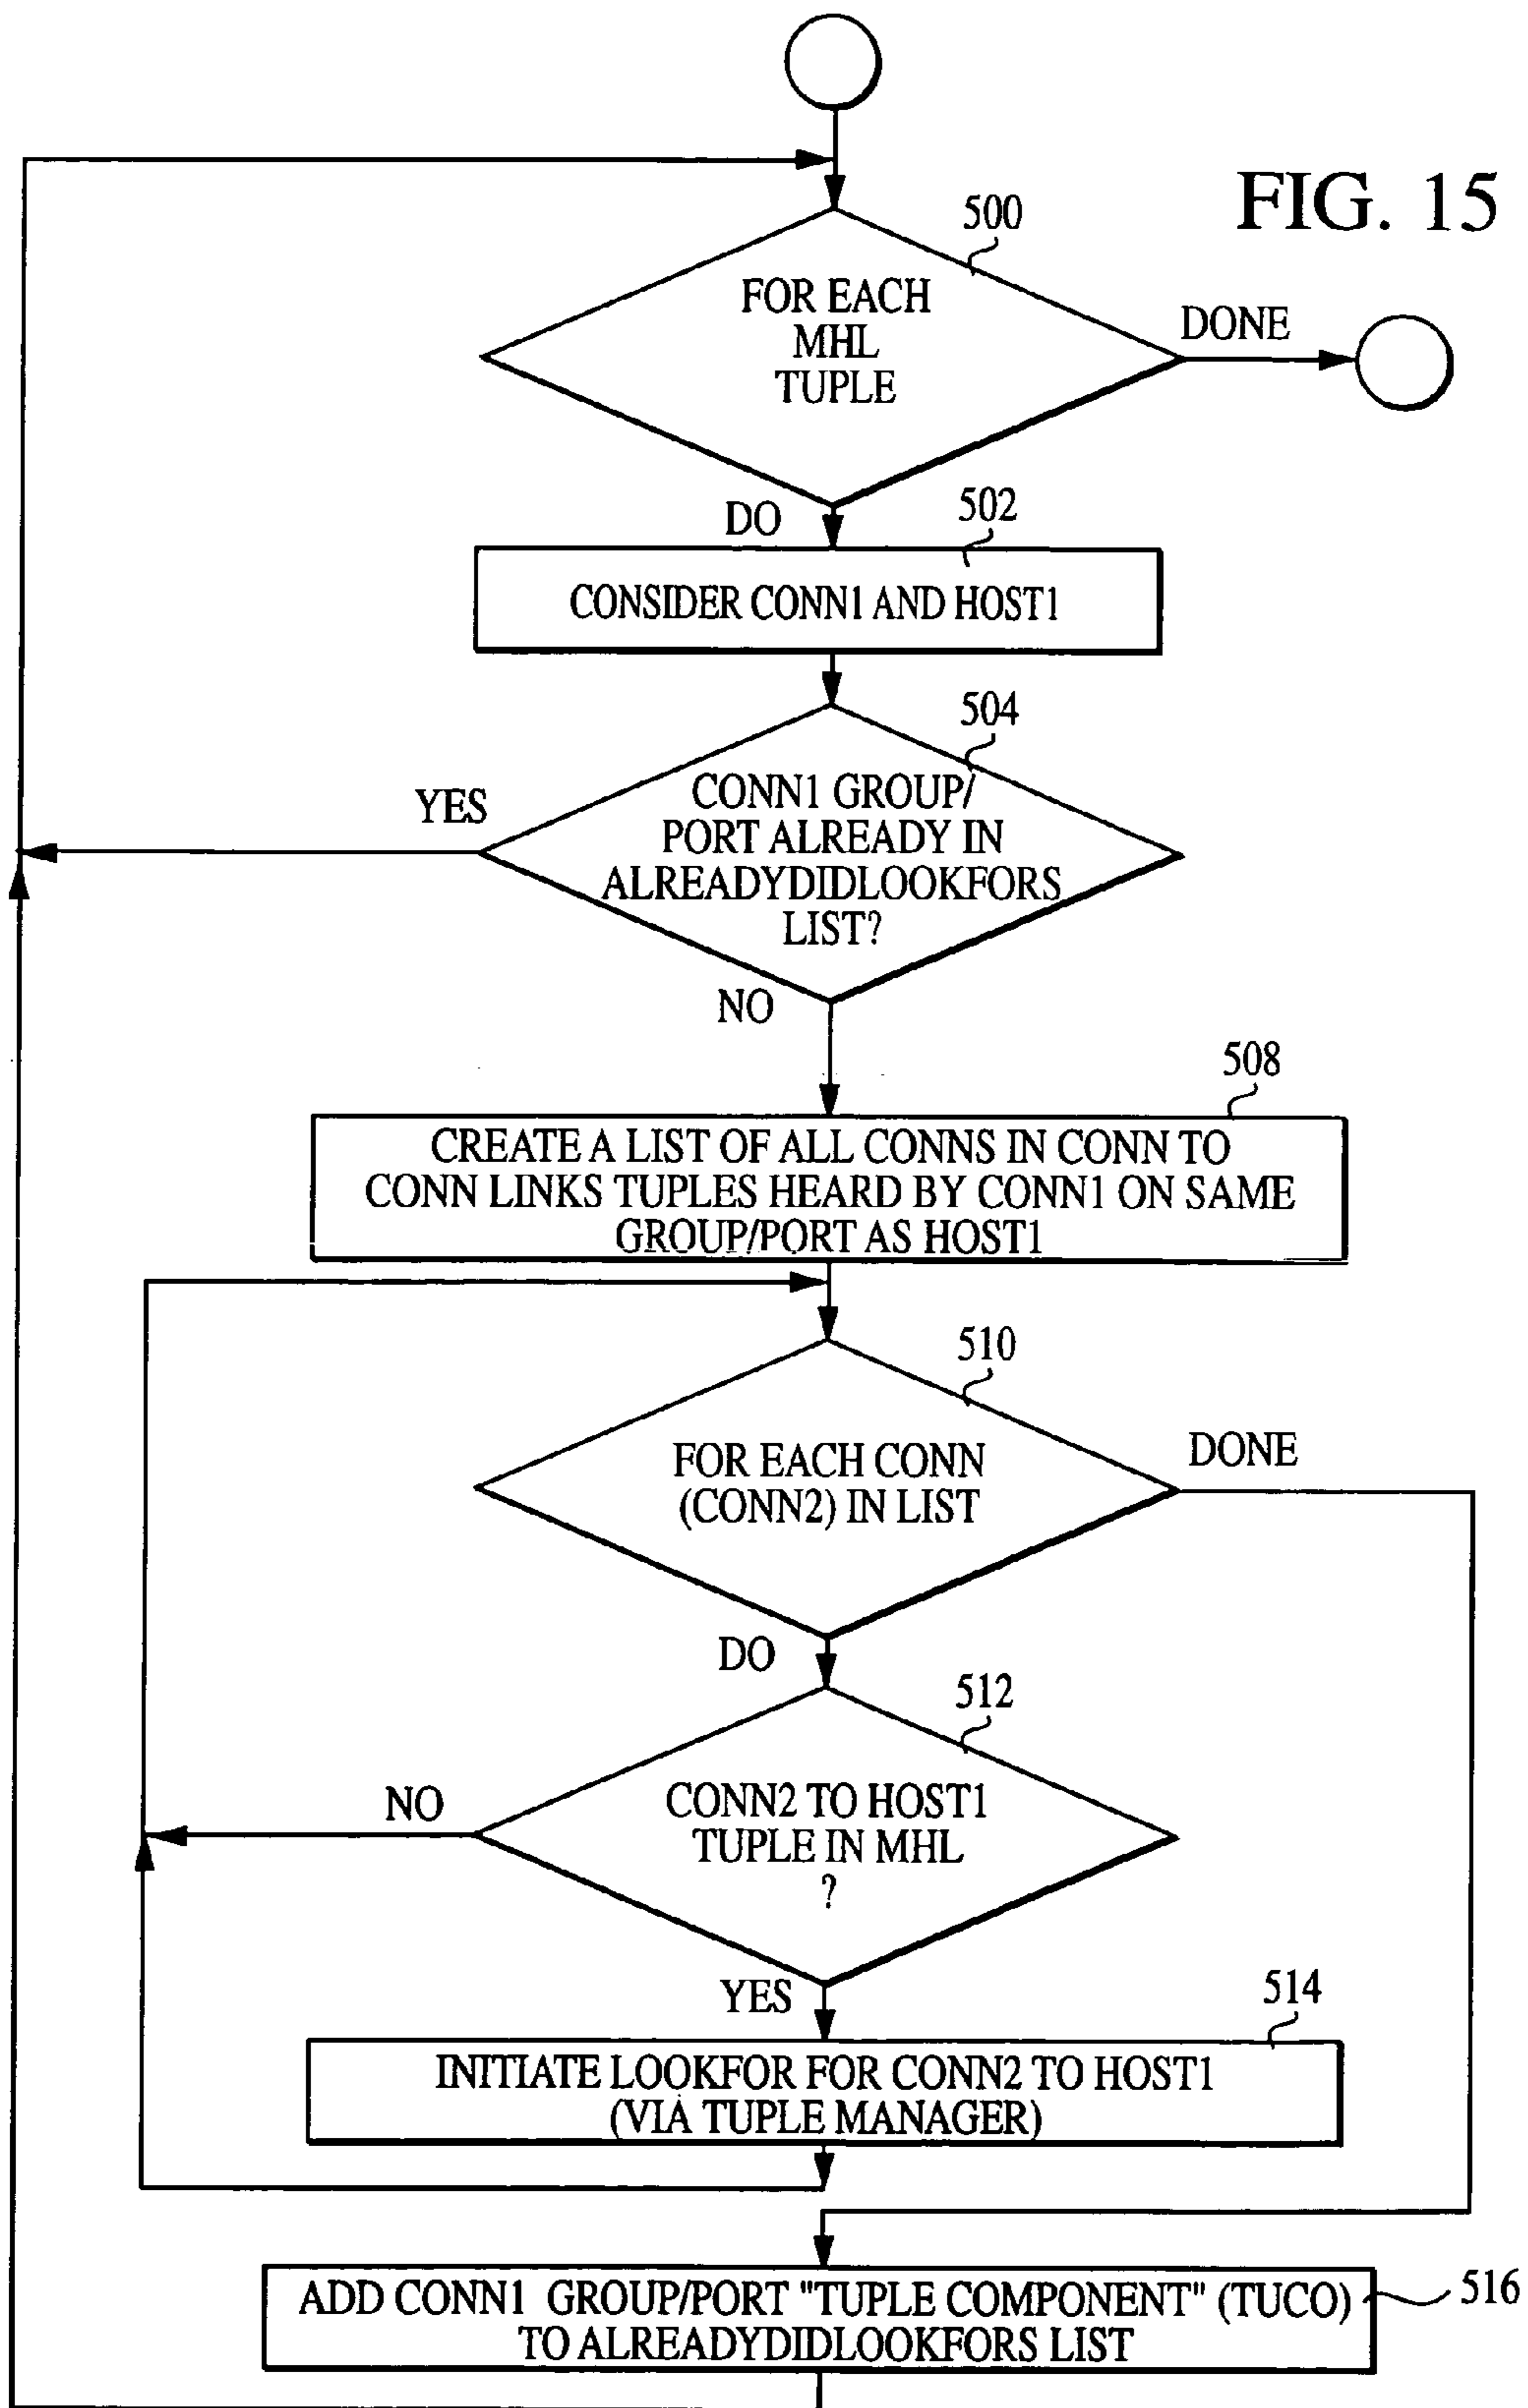 FIG. 15
500
FOR EACH
MHL
TUPLE
DONE
DO
502
CONSIDER CONN1 AND HOST1
504
CONN1 GROUP/
PORT ALREADY IN
ALREADYDIDLOOKFORS
LIST?
YES
NO
508
CREATE A LIST OF ALL CONNS IN CONN TO
CONN LINKS TUPLES HEARD BY CONN1 ON SAME
GROUP/PORT AS HOST1
510
FOR EACH CONN
(CONN2) IN LIST
DONE
DO
512
CONN2 TO HOST1
TUPLE IN MHL
?
NO
YES
514
INITIATE LOOKFOR FOR CONN2 TO HOST1
(VIA TUPLE MANAGER)
ADD CONN1 GROUP/PORT "TUPLE COMPONENT" (TUCO)
TO ALREADYDIDLOOKFORS LIST
516